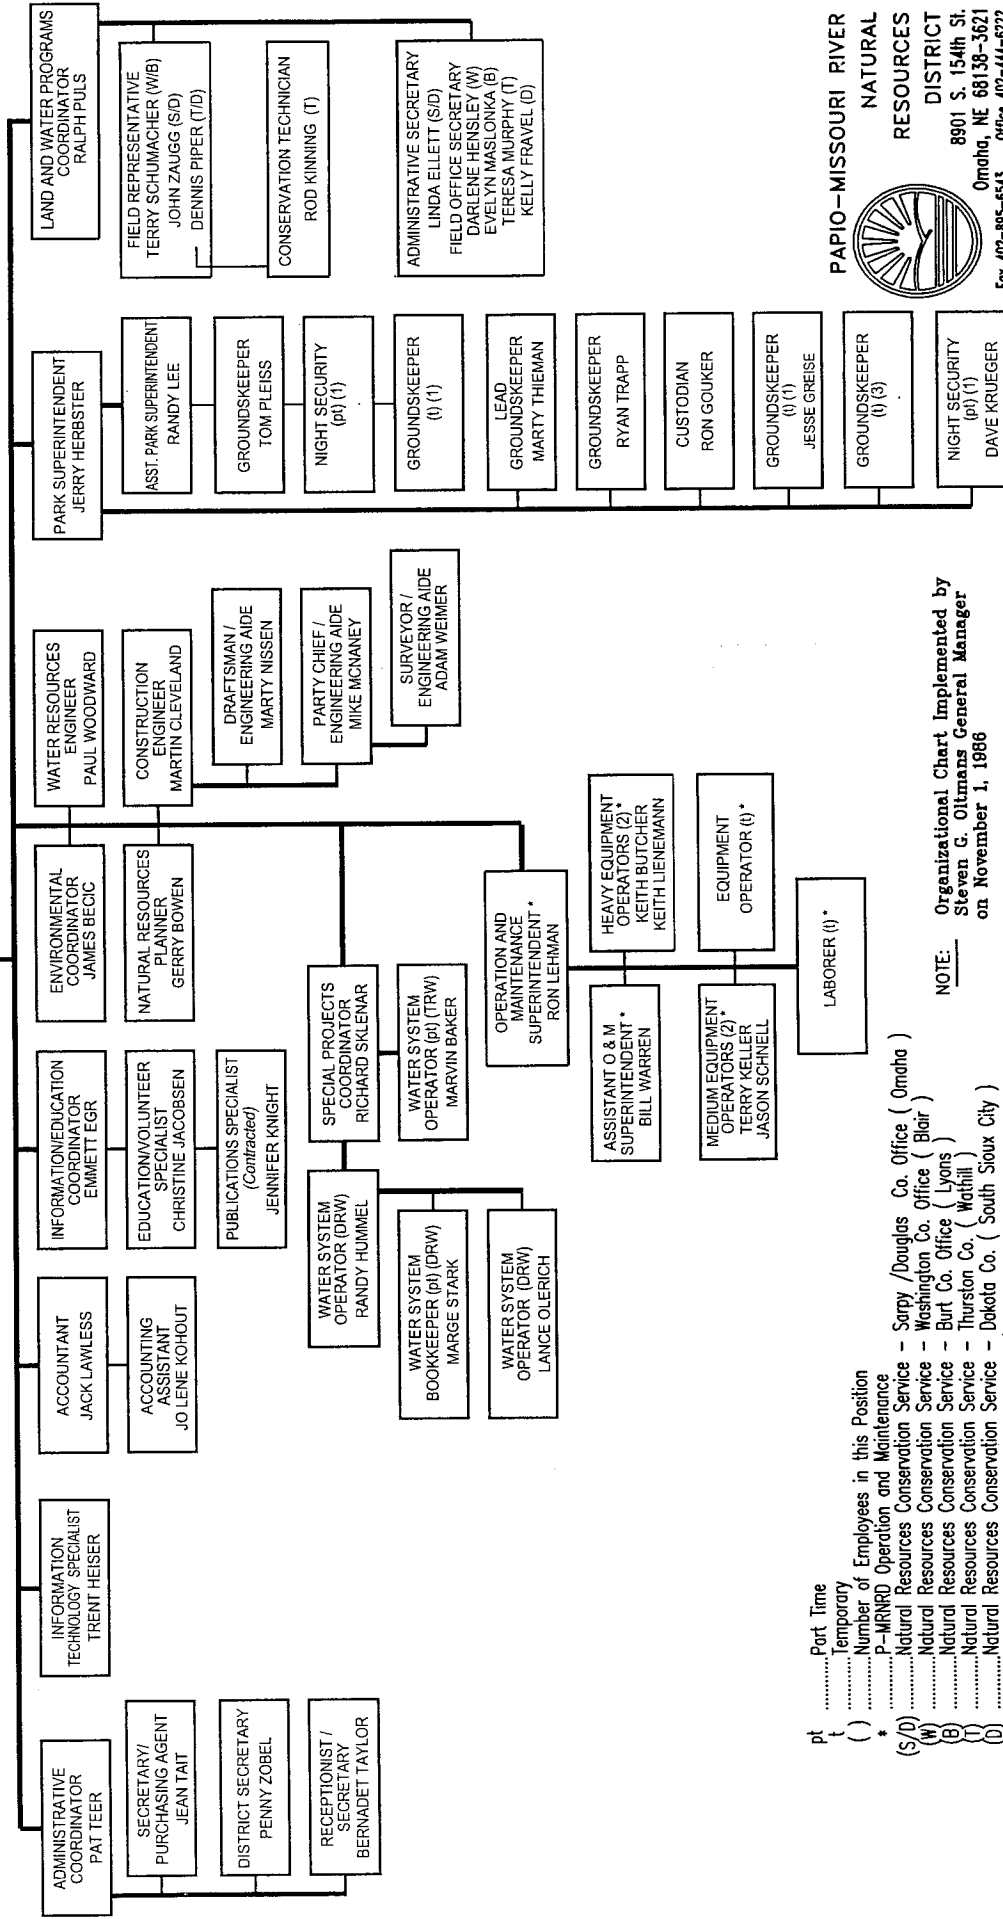 ADMINISTRATIVE
COORDINATOR
PAT TEER
SECRETARY/
PURCHASING AGENT
JEAN TAIT
DISTRICT SECRETARY
PENNY ZOBEL
RECEPTIONIST /
SECRETARY
BERNADET TAYLOR
INFORMATION
TECHNOLOGY SPECIALIST
TRENT HEISER
ACCOUNTANT
JACK LAWLESS
ACCOUNTING
ASSISTANT
JO LENE KOHOUT
INFORMATION/EDUCATION
COORDINATOR
EMMETT EGR
EDUCATION/VOLUNTEER
SPECIALIST
CHRISTINE JACOBSEN
PUBLICATIONS SPECIALIST
(Contracted)
JENNIFER KNIGHT
ENVIRONMENTAL
COORDINATOR
JAMES BECIC
NATURAL RESOURCES
PLANNER
GERRY BOWEN
WATER RESOURCES
ENGINEER
PAUL WOODWARD
CONSTRUCTION
ENGINEER
MARTIN CLEVELAND
DRAFTSMAN /
ENGINEERING AIDE
MARTY NISSEN
PARTY CHIEF /
ENGINEERING AIDE
MIKE MCNANEY
SURVEYOR /
ENGINEERING AIDE
ADAM WEIMER
SPECIAL PROJECTS
COORDINATOR
RICHARD SKLENAR
WATER SYSTEM
OPERATOR (DRW)
RANDY HUMMEL
WATER SYSTEM
OPERATOR (pt) (TRW)
MARVIN BAKER
WATER SYSTEM
BOOKKEEPER (pt) (DRW)
MARGE STARK
WATER SYSTEM
OPERATOR (DRW)
LANCE OLERICH
OPERATION AND
MAINTENANCE
SUPERINTENDENT *
RON LEHMAN
ASSISTANT O & M
SUPERINTENDENT *
BILL WARREN
HEAVY EQUIPMENT
OPERATORS (2) *
KEITH BUTCHER
KEITH LIENEMANN
MEDIUM EQUIPMENT
OPERATORS (2) *
TERRY KELLER
JASON SCHNELL
EQUIPMENT
OPERATOR (t) *
LABORER (t) *
PARK SUPERINTENDENT
JERRY HERBSTER
ASST. PARK SUPERINTENDENT
RANDY LEE
GROUNDSKEEPER
TOM PLEISS
NIGHT SECURITY
(pt) (1)
GROUNDSKEEPER
(t) (1)
LEAD
GROUNDSKEEPER
MARTY THIEMAN
GROUNDSKEEPER
RYAN TRAPP
CUSTODIAN
RON GOUKER
GROUNDSKEEPER
(t) (1)
JESSE GREISE
GROUNDSKEEPER
(t) (3)
NIGHT SECURITY
(pt) (1)
DAVE KRUEGER
LAND AND WATER PROGRAMS
COORDINATOR
RALPH PULS
FIELD REPRESENTATIVE
TERRY SCHUMACHER (W/B)
JOHN ZAUGG (S/D)
DENNIS PIPER (T/D)
CONSERVATION TECHNICIAN
ROD KINNING (T)
ADMINISTRATIVE SECRETARY
LINDA ELLETT (S/D)
FIELD OFFICE SECRETARY
DARLENE HENSLEY (W)
EVELYN MASLONKA (B)
TERESA MURPHY (T)
KELLY FRAVEL (D)
pt ........Part Time
t ........Temporary
( ) ........Number of Employees in this Position
* ........P-MRNRD Operation and Maintenance
(S/D) ........Natural Resources Conservation Service - Sarpy /Douglas Co. Office ( Omaha )
(W) ........Natural Resources Conservation Service - Washington Co. Office ( Blair )
(B) ........Natural Resources Conservation Service - Burt Co. Office ( Lyons )
(T) ........Natural Resources Conservation Service - Thurston Co. ( Walthill )
(D) ........Natural Resources Conservation Service - Dakota Co. ( South Sioux City )
NOTE: Organizational Chart Implemented by
Steven G. Oltmans General Manager
on November 1, 1986
PAPIO-MISSOURI RIVER
NATURAL
RESOURCES
DISTRICT
8901 S. 154th St.
Omaha, NE 68138-3621
Fax 402-895-6543 Office 402-444-6222